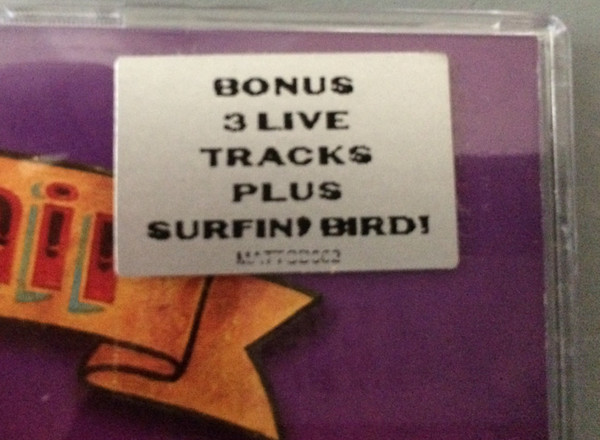 BONUS
3 LIVE
TRACKS
PLUS
SURFIN' BIRD!